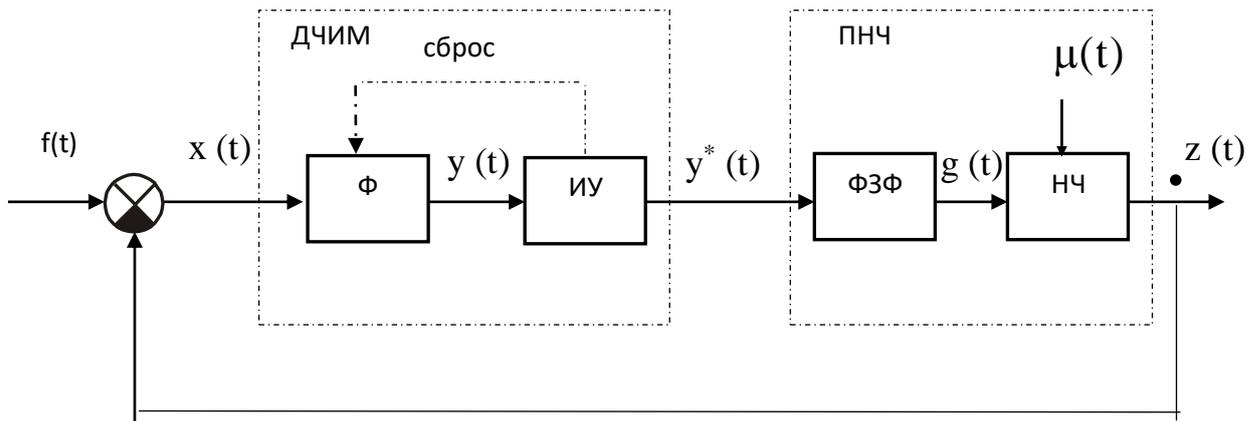 ДЧИМ
сброс
ПНЧ
μ(t)
f(t)
x (t)
Ф
y (t)
ИУ
y* (t)
ФЗФ
g (t)
НЧ
z (t)